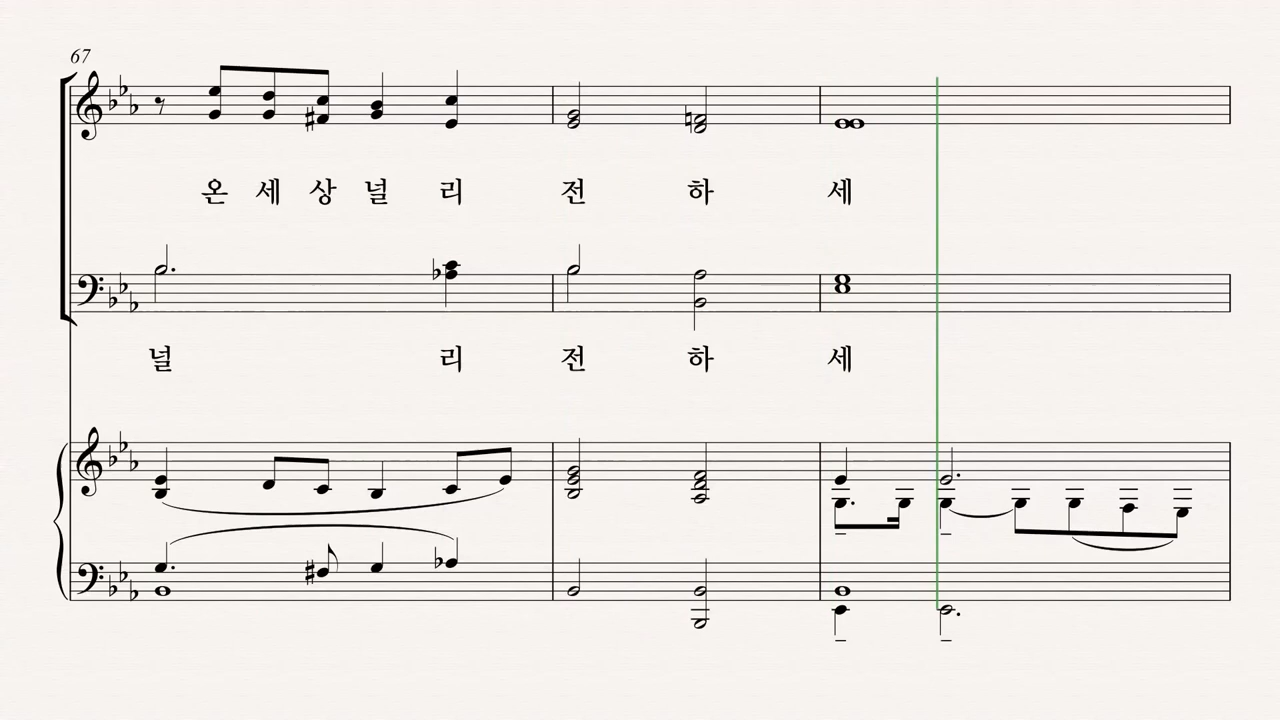 67
온 세 상 널 리 전 하 세
널 리 전 하 세